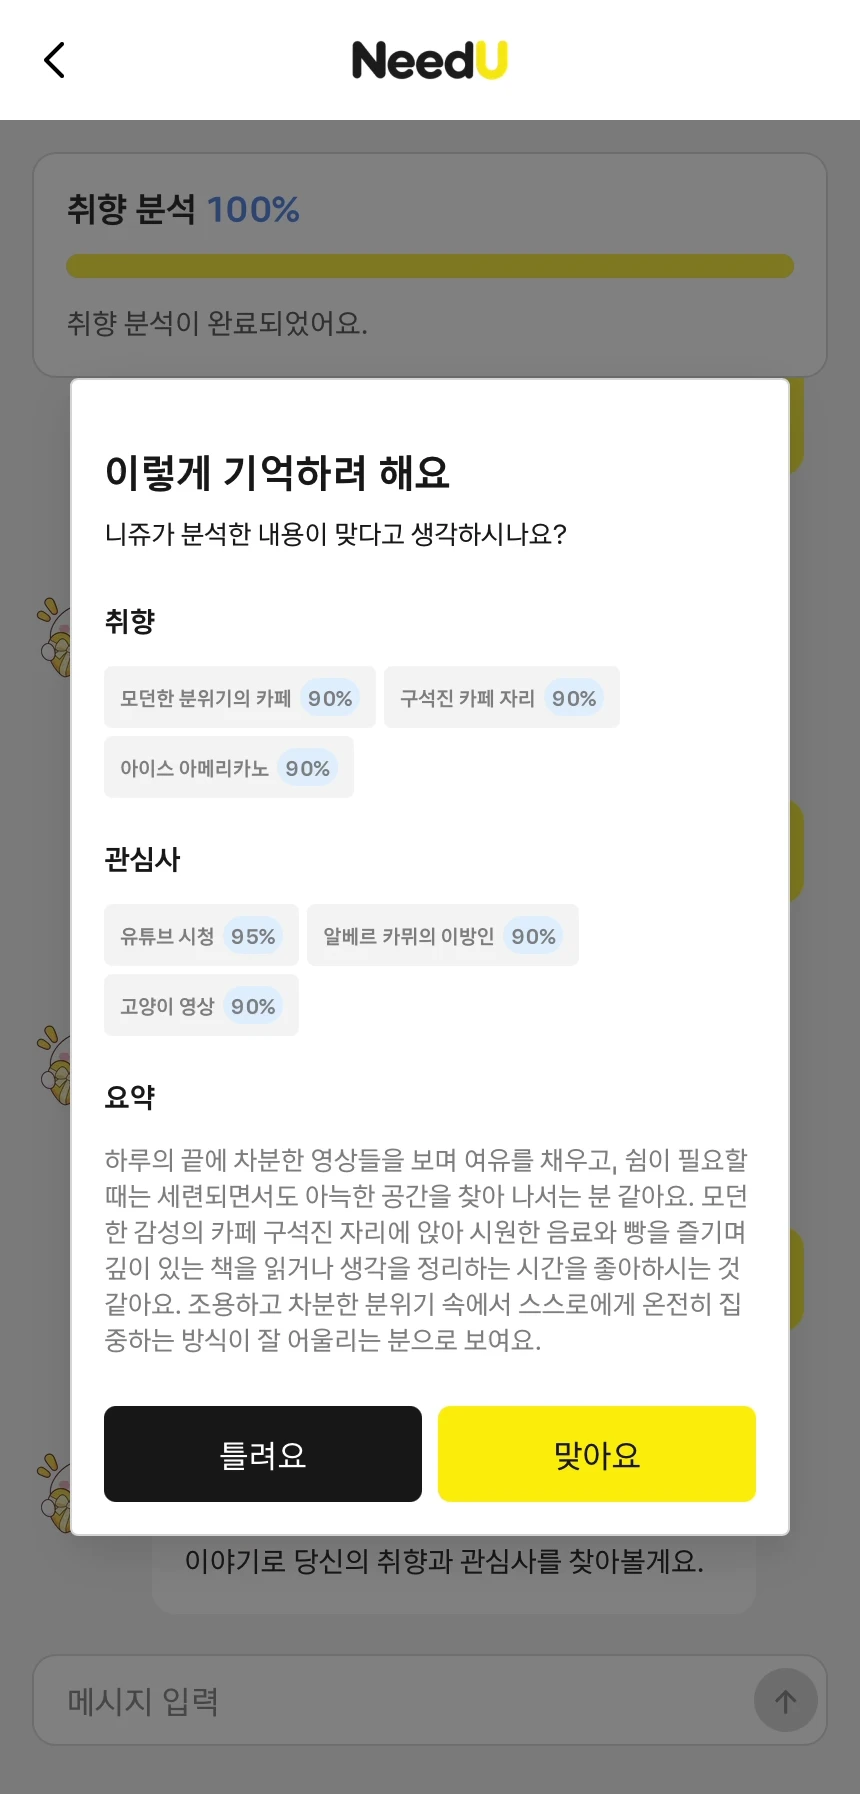 NeedU
취향 분석 100%
취향 분석이 완료되었어요.
이렇게 기억하려 해요
니쥬가 분석한 내용이 맞다고 생각하시나요?
취향
모던한 분위기의 카페 90% 구석진 카페 자리 90%
아이스 아메리카노 90%
관심사
유튜브 시청 95% 알베르 카뮈의 이방인 90%
고양이 영상 90%
요약
하루의 끝에 차분한 영상들을 보며 여유를 채우고, 쉼이 필요할
때는 세련되면서도 아늑한 공간을 찾아 나서는 분 같아요. 모던
한 감성의 카페 구석진 자리에 앉아 시원한 음료와 빵을 즐기며
깊이 있는 책을 읽거나 생각을 정리하는 시간을 좋아하시는 것
같아요. 조용하고 차분한 분위기 속에서 스스로에게 온전히 집
중하는 방식이 잘 어울리는 분으로 보여요.
틀려요 맞아요
이야기로 당신의 취향과 관심사를 찾아볼게요.
메시지 입력